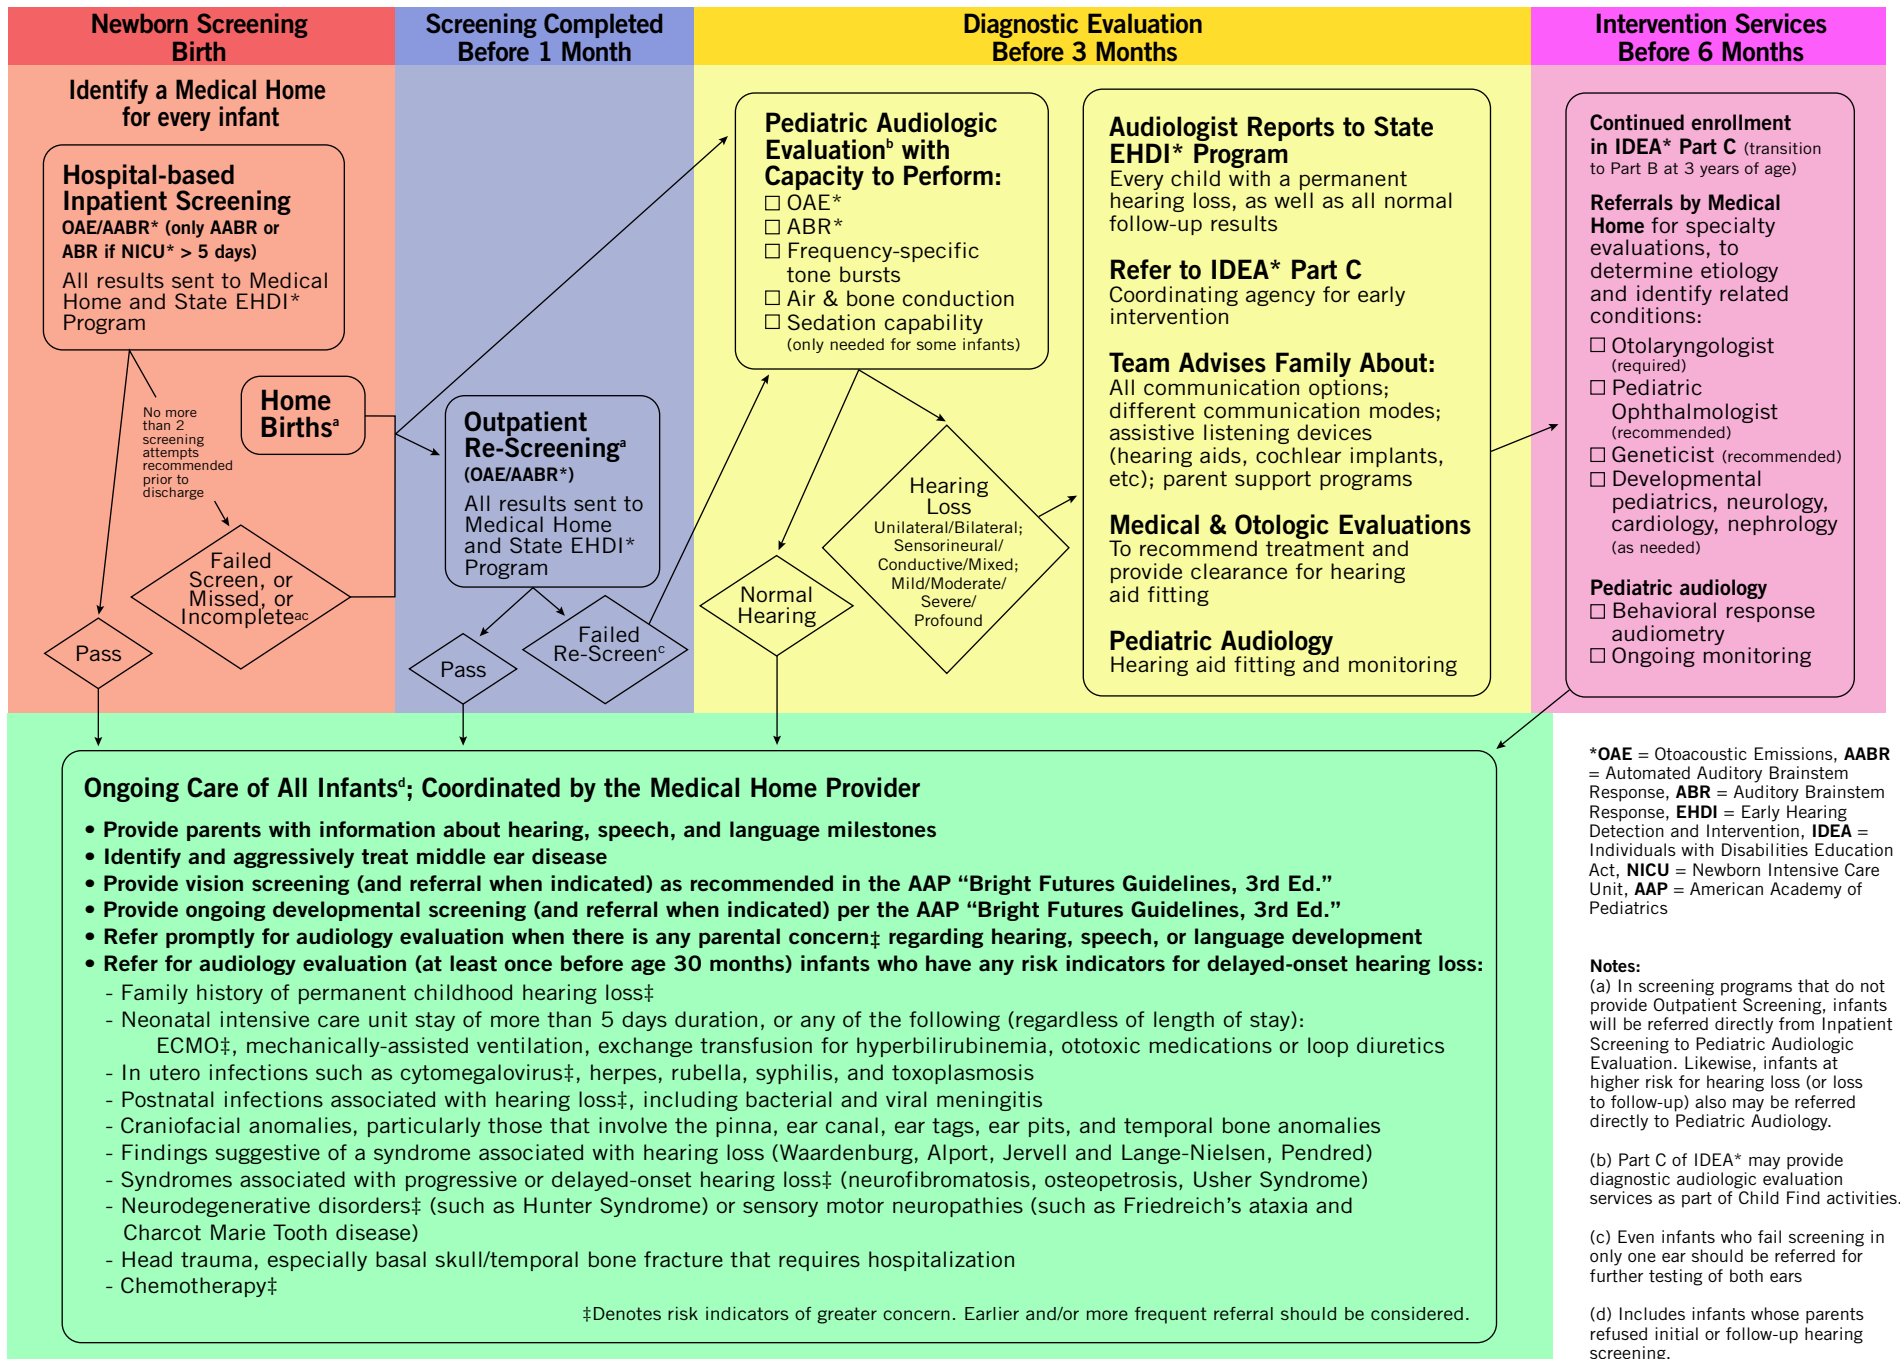 Newborn Screening
Birth
Screening Completed
Before 1 Month
Diagnostic Evaluation
Before 3 Months
Intervention Services
Before 6 Months
Identify a Medical Home
for every infant
Hospital-based
Inpatient Screening
OAE/AABR* (only AABR or
ABR if NICU* > 5 days)
All results sent to Medical
Home and State EHDI*
Program
No more
than 2
screening
attempts
recommended
prior to
discharge
Home
Births^a
Failed
Screen, or
Missed, or
Incomplete^ac
Pass
Outpatient
Re-Screening^a
(OAE/AABR*)
All results sent to
Medical Home
and State EHDI*
Program
Pass
Failed
Re-Screen^c
Pediatric Audiologic
Evaluation^b with
Capacity to Perform:
☐ OAE*
☐ ABR*
☐ Frequency-specific
tone bursts
☐ Air & bone conduction
☐ Sedation capability
(only needed for some infants)
Normal
Hearing
Hearing
Loss
Unilateral/Bilateral;
Sensorineural/
Conductive/Mixed;
Mild/Moderate/
Severe/
Profound
Audiologist Reports to State
EHDI* Program
Every child with a permanent
hearing loss, as well as all normal
follow-up results
Refer to IDEA* Part C
Coordinating agency for early
intervention
Team Advises Family About:
All communication options;
different communication modes;
assistive listening devices
(hearing aids, cochlear implants,
etc); parent support programs
Medical & Otologic Evaluations
To recommend treatment and
provide clearance for hearing
aid fitting
Pediatric Audiology
Hearing aid fitting and monitoring
Continued enrollment
in IDEA* Part C (transition
to Part B at 3 years of age)
Referrals by Medical
Home for specialty
evaluations, to
determine etiology
and identify related
conditions:
☐ Otolaryngologist
(required)
☐ Pediatric
Ophthalmologist
(recommended)
☐ Geneticist (recommended)
☐ Developmental
pediatrics, neurology,
cardiology, nephrology
(as needed)
Pediatric audiology
☐ Behavioral response
audiometry
☐ Ongoing monitoring
Ongoing Care of All Infants^d; Coordinated by the Medical Home Provider
• Provide parents with information about hearing, speech, and language milestones
• Identify and aggressively treat middle ear disease
• Provide vision screening (and referral when indicated) as recommended in the AAP “Bright Futures Guidelines, 3rd Ed.”
• Provide ongoing developmental screening (and referral when indicated) per the AAP “Bright Futures Guidelines, 3rd Ed.”
• Refer promptly for audiology evaluation when there is any parental concern‡ regarding hearing, speech, or language development
• Refer for audiology evaluation (at least once before age 30 months) infants who have any risk indicators for delayed-onset hearing loss:
- Family history of permanent childhood hearing loss‡
- Neonatal intensive care unit stay of more than 5 days duration, or any of the following (regardless of length of stay):
ECMO‡, mechanically-assisted ventilation, exchange transfusion for hyperbilirubinemia, ototoxic medications or loop diuretics
- In utero infections such as cytomegalovirus‡, herpes, rubella, syphilis, and toxoplasmosis
- Postnatal infections associated with hearing loss‡, including bacterial and viral meningitis
- Craniofacial anomalies, particularly those that involve the pinna, ear canal, ear tags, ear pits, and temporal bone anomalies
- Findings suggestive of a syndrome associated with hearing loss (Waardenburg, Alport, Jervell and Lange-Nielsen, Pendred)
- Syndromes associated with progressive or delayed-onset hearing loss‡ (neurofibromatosis, osteopetrosis, Usher Syndrome)
- Neurodegenerative disorders‡ (such as Hunter Syndrome) or sensory motor neuropathies (such as Friedreich’s ataxia and
Charcot Marie Tooth disease)
- Head trauma, especially basal skull/temporal bone fracture that requires hospitalization
- Chemotherapy‡
‡Denotes risk indicators of greater concern. Earlier and/or more frequent referral should be considered.
*OAE = Otoacoustic Emissions, AABR
= Automated Auditory Brainstem
Response, ABR = Auditory Brainstem
Response, EHDI = Early Hearing
Detection and Intervention, IDEA =
Individuals with Disabilities Education
Act, NICU = Newborn Intensive Care
Unit, AAP = American Academy of
Pediatrics
Notes:
(a) In screening programs that do not
provide Outpatient Screening, infants
will be referred directly from Inpatient
Screening to Pediatric Audiologic
Evaluation. Likewise, infants at
higher risk for hearing loss (or loss
to follow-up) also may be referred
directly to Pediatric Audiology.
(b) Part C of IDEA* may provide
diagnostic audiologic evaluation
services as part of Child Find activities.
(c) Even infants who fail screening in
only one ear should be referred for
further testing of both ears
(d) Includes infants whose parents
refused initial or follow-up hearing
screening.